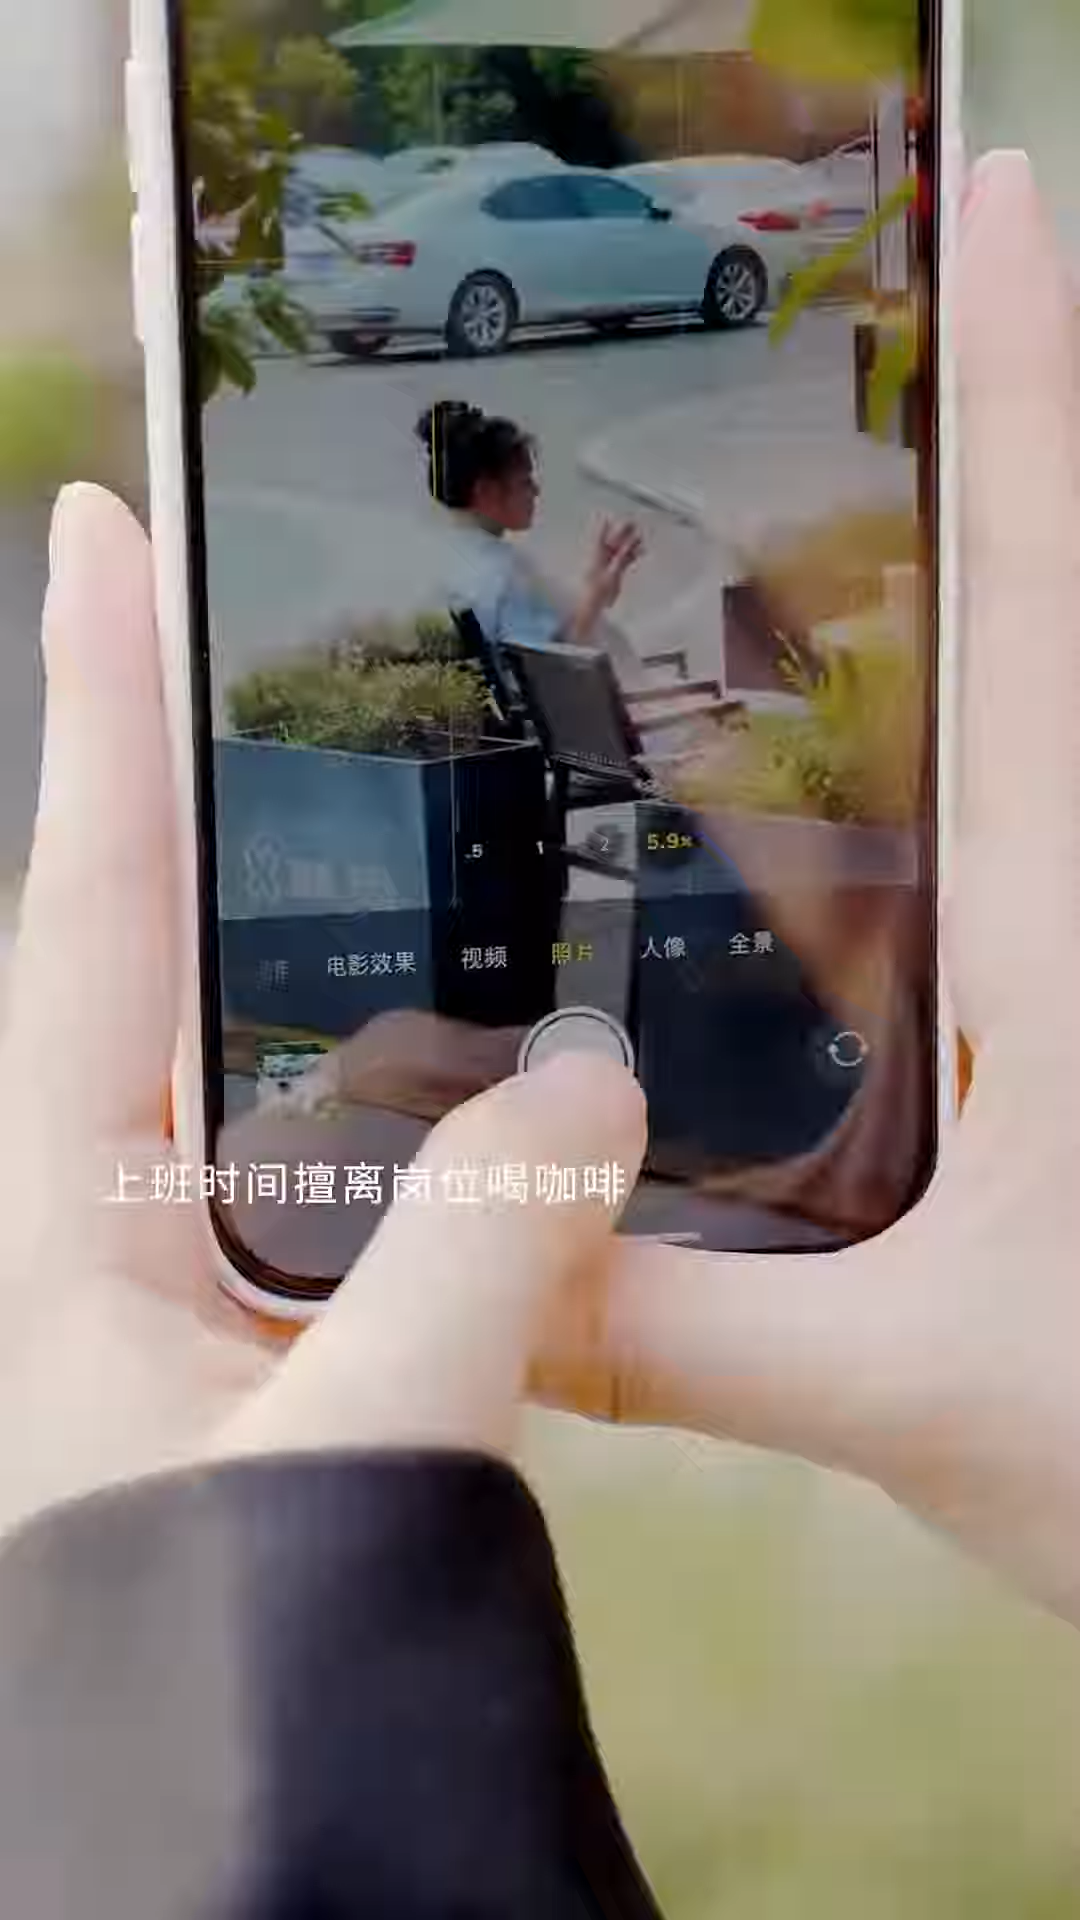 .5 1 2 5.9×
电影效果 视频 照片 人像 全景
上班时间擅离岗位喝咖啡